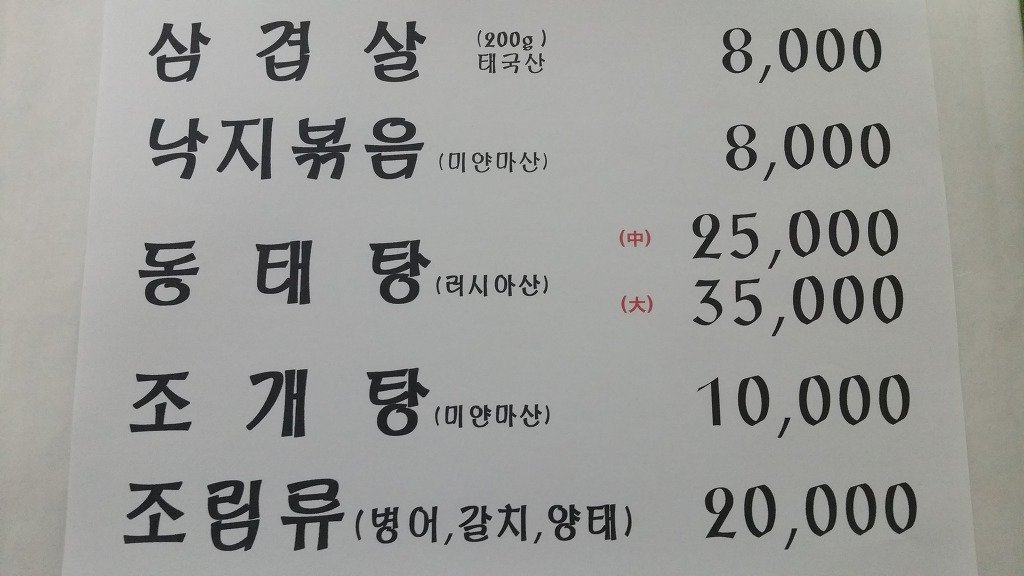 삼 겹 살 (200g) 태국산 8,000
낙지볶음 (미얀마산) 8,000
동 태 탕 (러시아산) (中) 25,000
(大) 35,000
조 개 탕 (미얀마산) 10,000
조림류 (병어,갈치,양태) 20,000